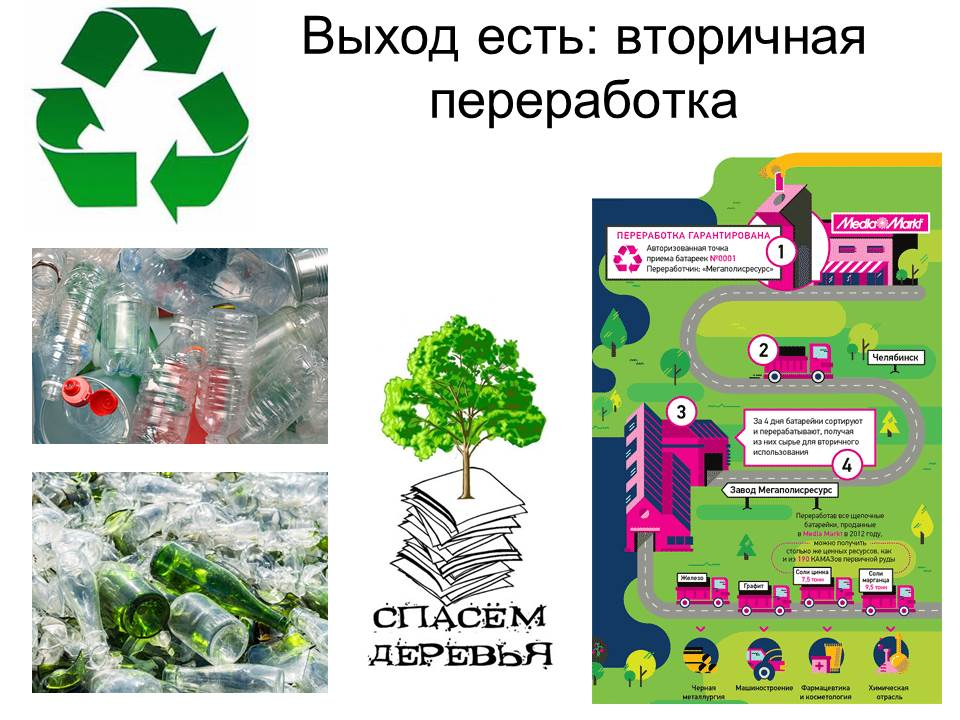 Выход есть: вторичная
переработка
ПЕРЕРАБОТКА ГАРАНТИРОВАНА
Авторизованная точка
приема батареек №0001
Переработчик: «Мегаполисресурс»
1
Media Markt
2
Челябинск
3
За 4 дня батарейки сортируют
и перерабатывают, получая
из них сырье для вторичного
использования
4
Завод Мегаполисресурс
Переработав все щелочные
батарейки, проданные
в Media Markt в 2012 году,
можно получить
столько же ценных ресурсов, как
и из 190 КАМАЗов первичной руды
Железо
Графит
Соли цинка
7,5 тонн
Соли
марганца
9,5 тонн
Черная
металлургия
Машиностроение
Фармацевтика
и косметология
Химическая
отрасль
СПАСЁМ
ДЕРЕВЬЯ